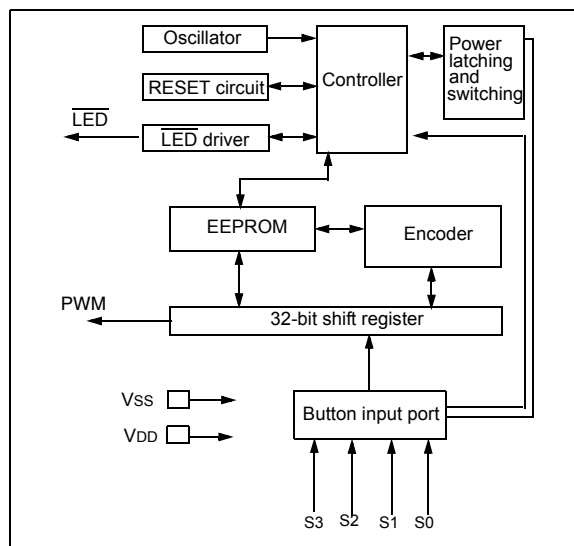 Oscillator
Controller
Power
latching
and
switching
RESET circuit
LED
LED driver
EEPROM
Encoder
PWM
32-bit shift register
VSS
Button input port
VDD
S3 S2 S1 S0